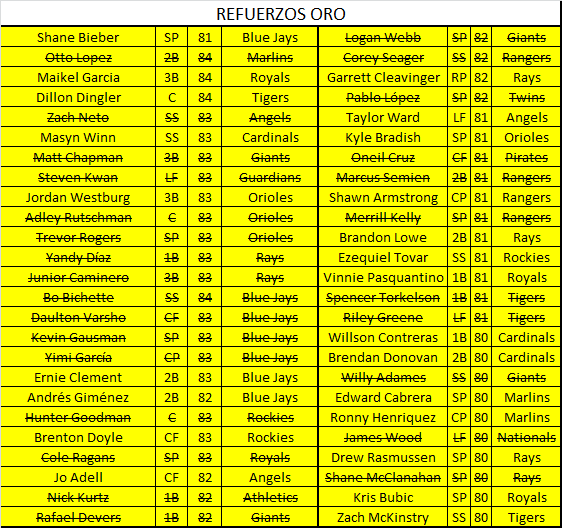 REFUERZOS ORO
Shane Bieber SP 81 Blue Jays Logan Webb SP 82 Giants
Otto Lopez 2B 84 Marlins Corey Seager SS 82 Rangers
Maikel Garcia 3B 84 Royals Garrett Cleavinger RP 82 Rays
Dillon Dingler C 84 Tigers Pablo López SP 82 Twins
Zach Neto SS 83 Angels Taylor Ward LF 81 Angels
Masyn Winn SS 83 Cardinals Kyle Bradish SP 81 Orioles
Matt Chapman 3B 83 Giants Oneil Cruz CF 81 Pirates
Steven Kwan LF 83 Guardians Marcus Semien 2B 81 Rangers
Jordan Westburg 3B 83 Orioles Shawn Armstrong CP 81 Rangers
Adley Rutschman C 83 Orioles Merrill Kelly SP 81 Rangers
Trevor Rogers SP 83 Orioles Brandon Lowe 2B 81 Rays
Yandy Díaz 1B 83 Rays Ezequiel Tovar SS 81 Rockies
Junior Caminero 3B 83 Rays Vinnie Pasquantino 1B 81 Royals
Bo Bichette SS 84 Blue Jays Spencer Torkelson 1B 81 Tigers
Daulton Varsho CF 83 Blue Jays Riley Greene LF 81 Tigers
Kevin Gausman SP 83 Blue Jays Willson Contreras 1B 80 Cardinals
Yimi García CP 83 Blue Jays Brendan Donovan 2B 80 Cardinals
Ernie Clement 2B 83 Blue Jays Willy Adames SS 80 Giants
Andrés Giménez 2B 82 Blue Jays Edward Cabrera SP 80 Marlins
Hunter Goodman C 83 Rockies Ronny Henriquez CP 80 Marlins
Brenton Doyle CF 83 Rockies James Wood LF 80 Nationals
Cole Ragans SP 83 Royals Drew Rasmussen SP 80 Rays
Jo Adell CF 82 Angels Shane McClanahan SP 80 Rays
Nick Kurtz 1B 82 Athletics Kris Bubic SP 80 Royals
Rafael Devers 1B 82 Giants Zach McKinstry SS 80 Tigers